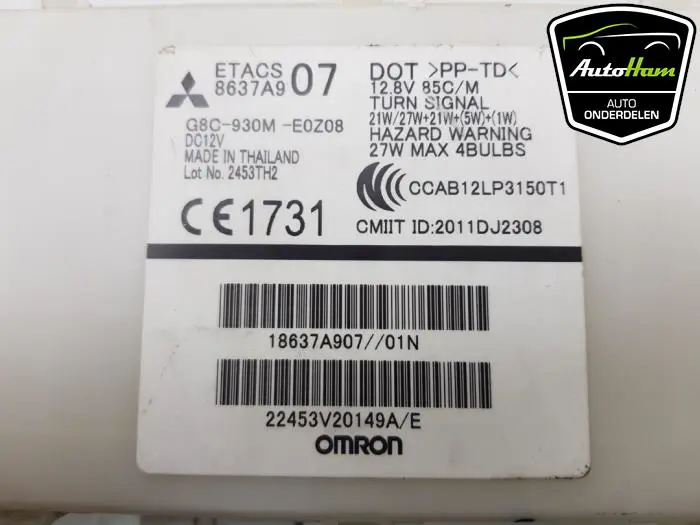 ETACS
8637A9 07
G8C-930M -E0Z08
DC12V
MADE IN THAILAND
Lot No. 2453TH2
CE1731
DOT >PP-TD<
12.8V 85C/M
TURN SIGNAL
21W/27W+21W+(5W)+(1W)
HAZARD WARNING
27W MAX 4BULBS
CCAB12LP3150T1
CMIIT ID:2011DJ2308
18637A907//01N
22453V20149A/E
OMRON
AutoHam
AUTO
ONDERDELEN